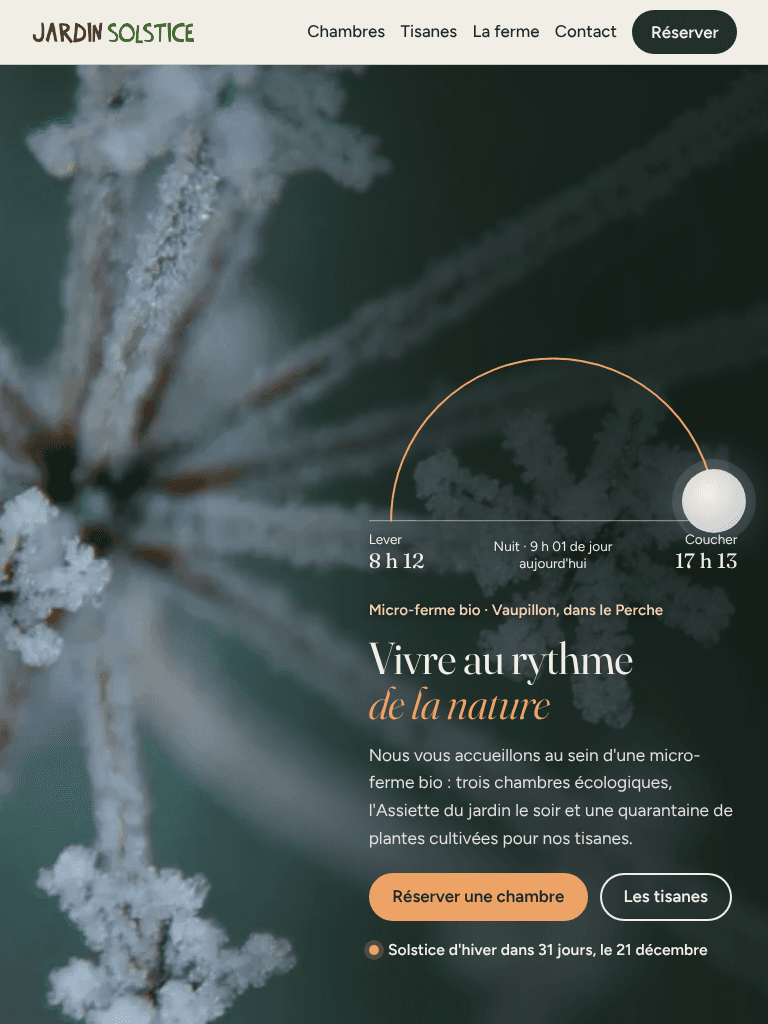 JARDIN SOLSTICE
Chambres
Tisanes
La ferme
Contact
Réserver
Lever
8 h 12
Nuit · 9 h 01 de jour
aujourd'hui
Coucher
17 h 13
Micro-ferme bio · Vaupillon, dans le Perche
Vivre au rythme
de la nature
Nous vous accueillons au sein d'une micro-
ferme bio : trois chambres écologiques,
l'Assiette du jardin le soir et une quarantaine de
plantes cultivées pour nos tisanes.
Réserver une chambre
Les tisanes
Solstice d'hiver dans 31 jours, le 21 décembre